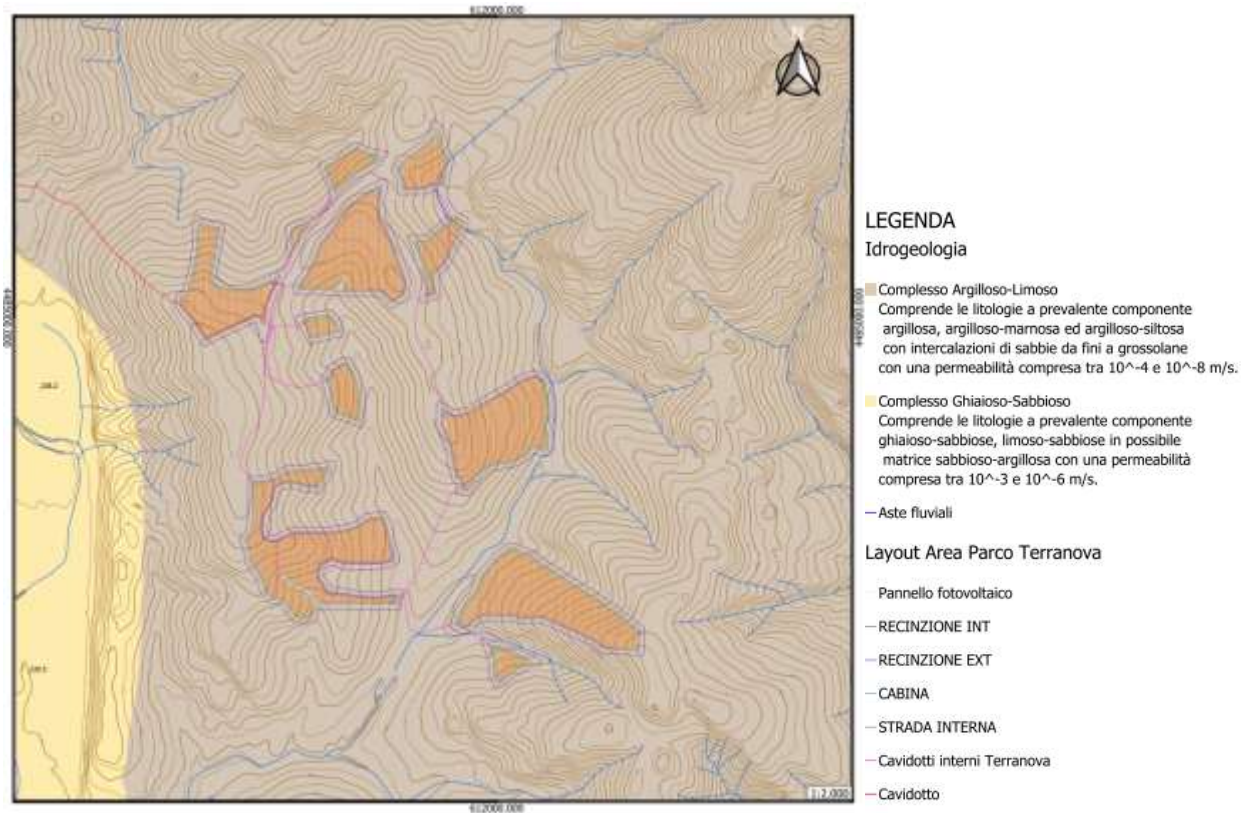 612000.000
LEGENDA
Idrogeologia
Complesso Argilloso-Limoso
Comprende le litologie a prevalente componente
argillosa, argilloso-marnosa ed argilloso-siltosa
con intercalazioni di sabbie da fini a grossolane
con una permeabilità compresa tra 10^-4 e 10^-8 m/s.
Complesso Ghiaioso-Sabbioso
Comprende le litologie a prevalente componente
ghiaioso-sabbiose, limoso-sabbiose in possibile
matrice sabbioso-argillosa con una permeabilità
compresa tra 10^-3 e 10^-6 m/s.
Aste fluviali
Layout Area Parco Terranova
Pannello fotovoltaico
RECINZIONE INT
RECINZIONE EXT
CABINA
STRADA INTERNA
Cavidotti interni Terranova
Cavidotto
4485000.000
4485000.000
1:2.000
612000.000